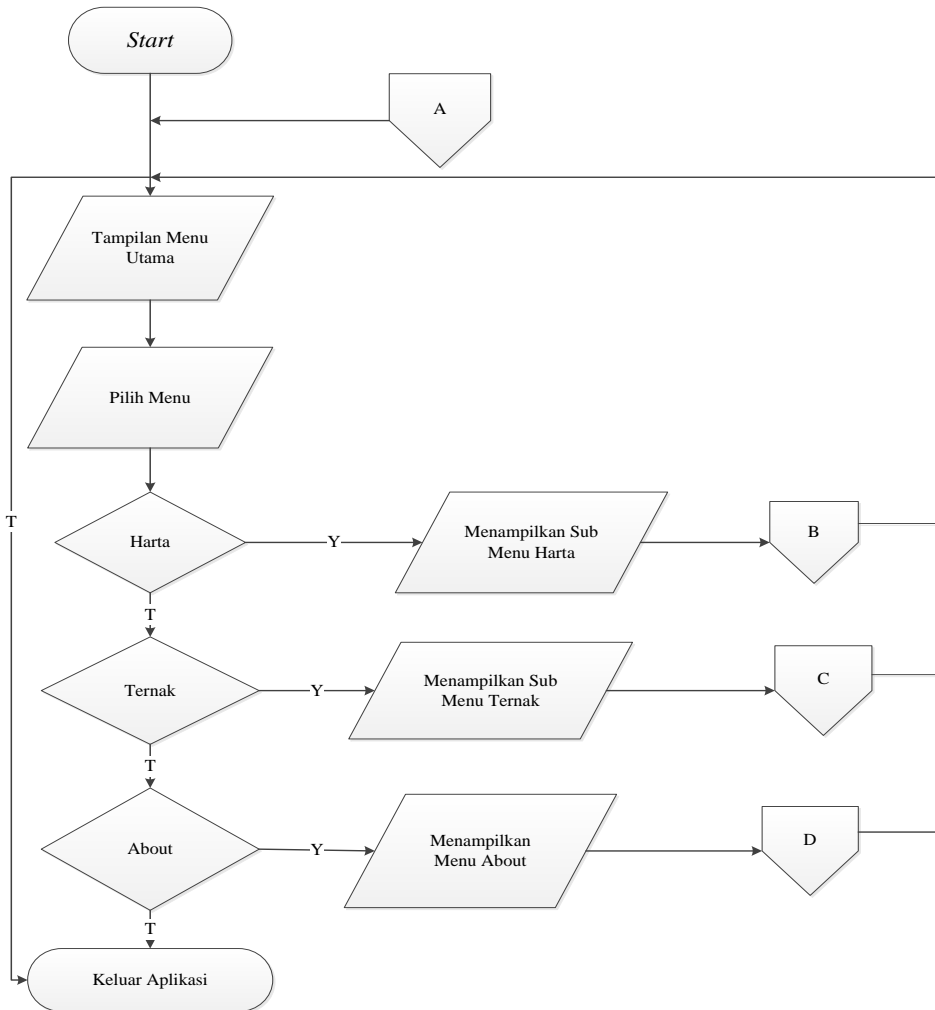 Start
A
Tampilan Menu
Utama
Pilih Menu
T
Harta
Y
Menampilkan Sub
Menu Harta
B
T
Ternak
Y
Menampilkan Sub
Menu Ternak
C
T
About
Y
Menampilkan
Menu About
D
T
Keluar Aplikasi